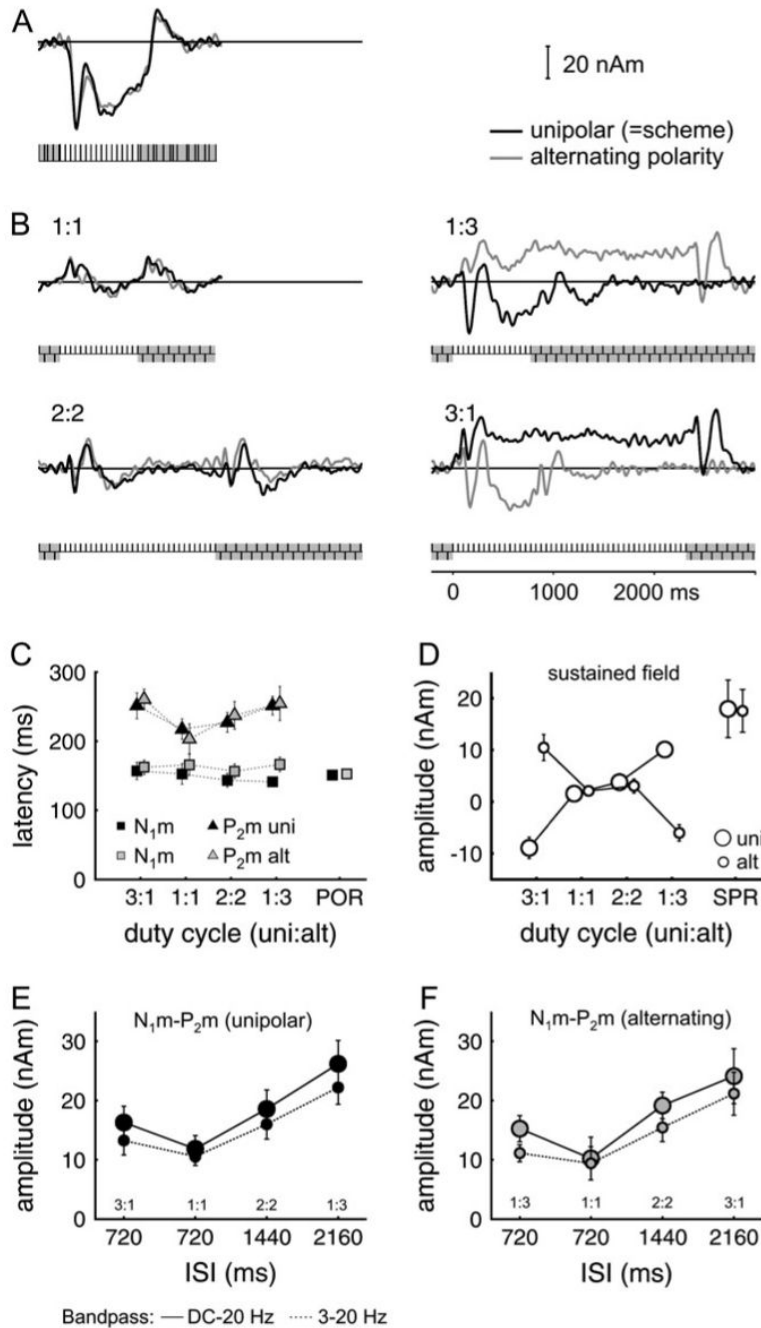 A
20 nAm
unipolar (=scheme)
alternating polarity
B
1:1
1:3
2:2
3:1
0 1000 2000 ms
C
latency (ms)
300
200
100
0
N1m P2m uni
N1m P2m alt
3:1 1:1 2:2 1:3 POR
duty cycle (uni:alt)
D
sustained field
amplitude (nAm)
20
10
0
-10
uni
alt
3:1 1:1 2:2 1:3 SPR
duty cycle (uni:alt)
E
N1m-P2m (unipolar)
amplitude (nAm)
30
20
10
0
3:1 1:1 2:2 1:3
720 720 1440 2160
ISI (ms)
F
N1m-P2m (alternating)
amplitude (nAm)
30
20
10
0
1:3 1:1 2:2 3:1
720 720 1440 2160
ISI (ms)
Bandpass: DC-20 Hz 3-20 Hz